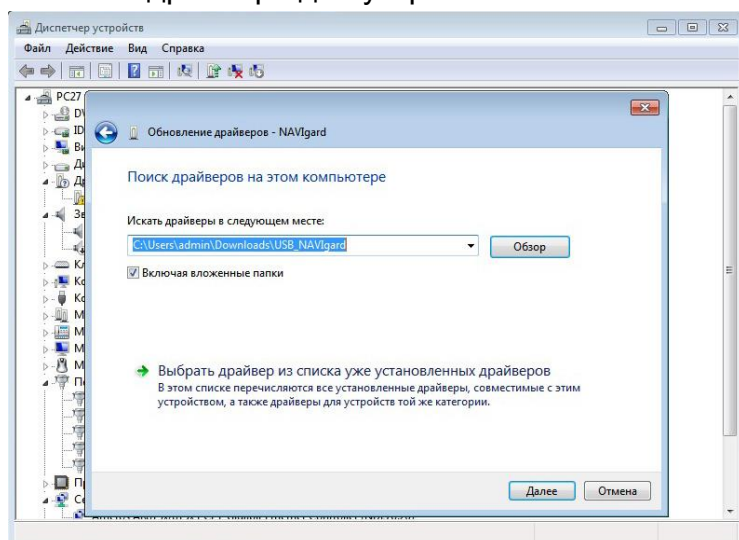 Диспетчер устройств
Файл Действие Вид Справка
PC27
Обновление драйверов - NAVIgard
Поиск драйверов на этом компьютере
Искать драйверы в следующем месте:
C:\Users\admin\Downloads\USB_NAVIgard
Обзор
Включая вложенные папки
Выбрать драйвер из списка уже установленных драйверов
В этом списке перечисляются все установленные драйверы, совместимые с этим
устройством, а также драйверы для устройств той же категории.
Далее Отмена